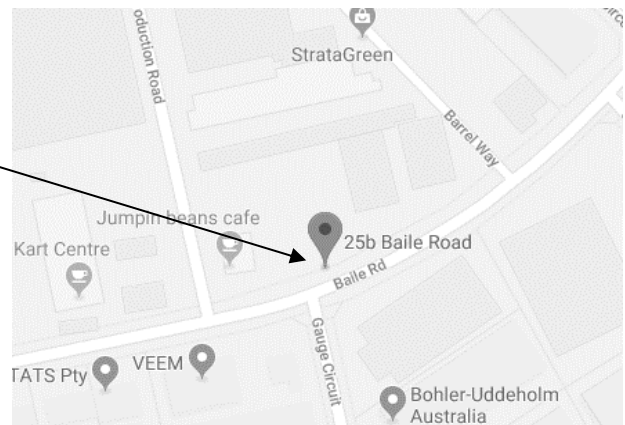 oduction Road
StrataGreen
Barrel Way
Jumpin beans cafe
25b Baile Road
Kart Centre
Baile Rd
Gauge Circuit
TATS Pty
VEEM
Bohler-Uddeholm
Australia